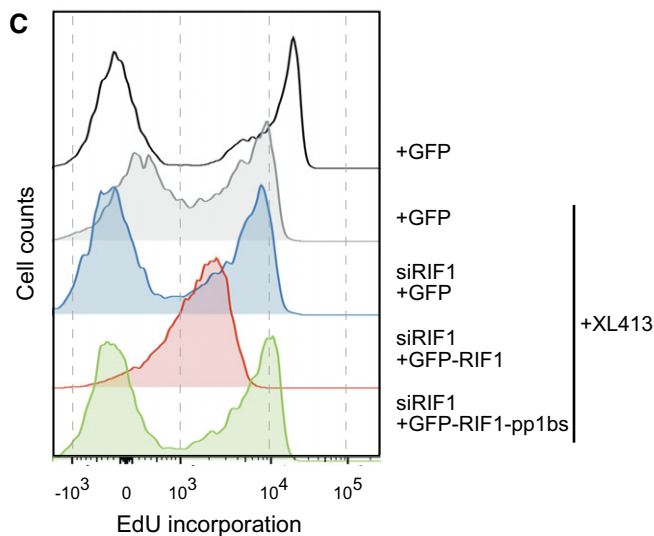 C
Cell counts
+GFP
+GFP
siRIF1
+GFP
siRIF1
+GFP-RIF1
siRIF1
+GFP-RIF1-pp1bs
+XL413
-10³ 0 10³ 10⁴ 10⁵
EdU incorporation